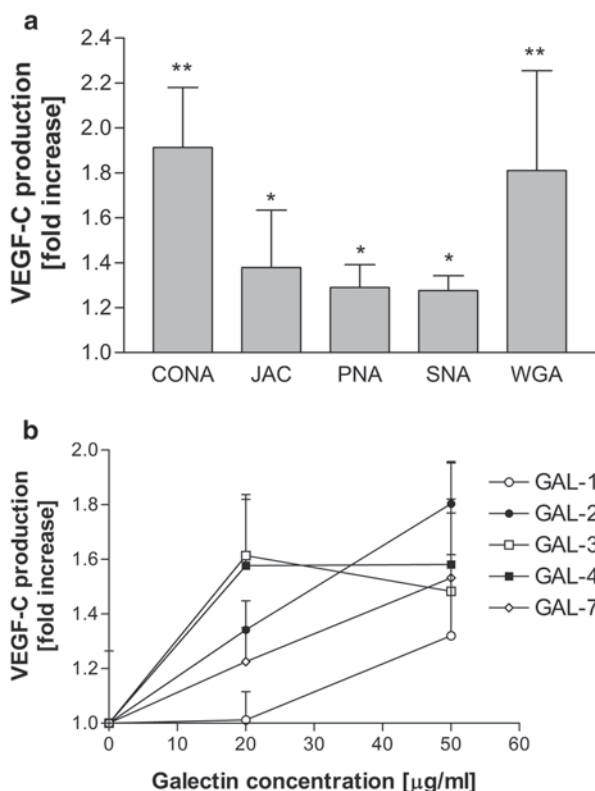 a
VEGF-C production
[fold increase]
2.4
2.2
2.0
1.8
1.6
1.4
1.2
1.0
**
*
*
*
**
CONA JAC PNA SNA WGA
b
VEGF-C production
[fold increase]
2.0
1.8
1.6
1.4
1.2
1.0
0 10 20 30 40 50 60
Galectin concentration [μg/ml]
GAL-1
GAL-2
GAL-3
GAL-4
GAL-7